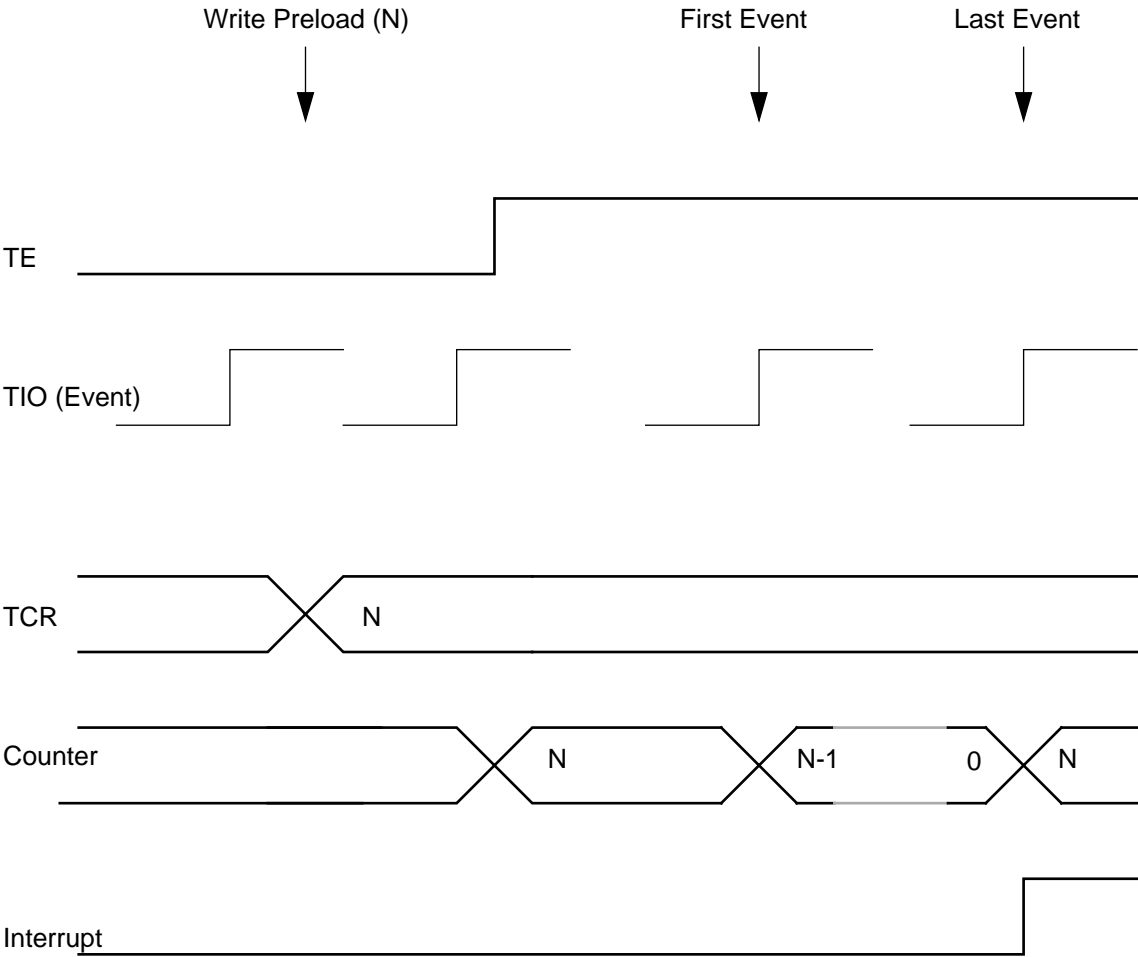 Write Preload (N)
First Event
Last Event
TE
TIO (Event)
TCR
N
Counter
N
N-1
0
N
Interrupt